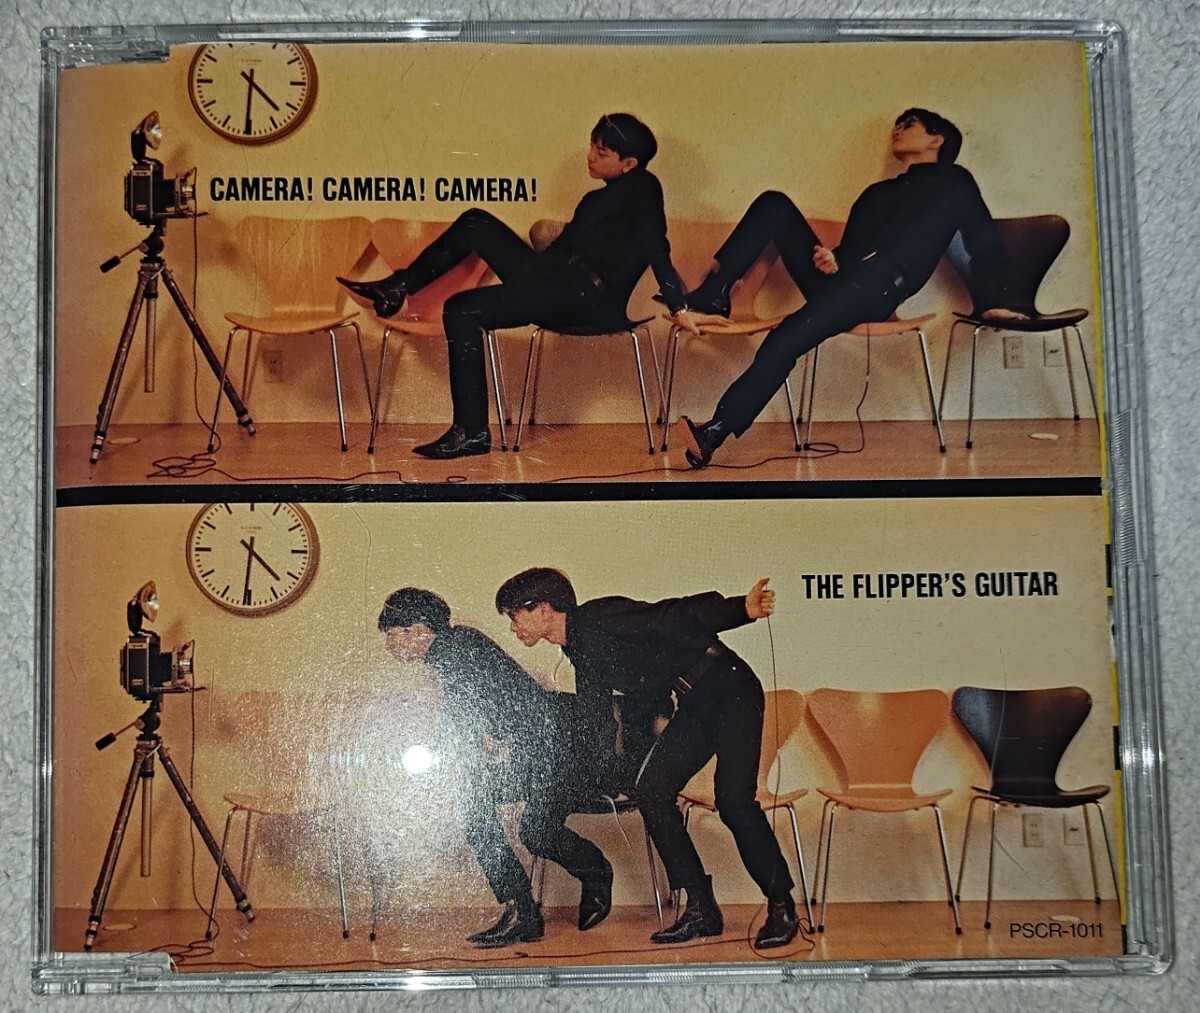 CAMERA! CAMERA! CAMERA!
THE FLIPPER'S GUITAR
PSCR-1011